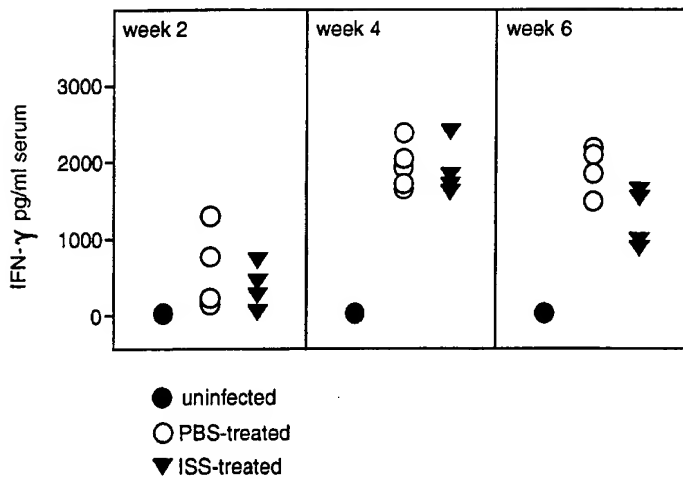 week 2
week 4
week 6
IFN-γ pg/ml serum
3000
2000
1000
0
uninfected
PBS-treated
ISS-treated